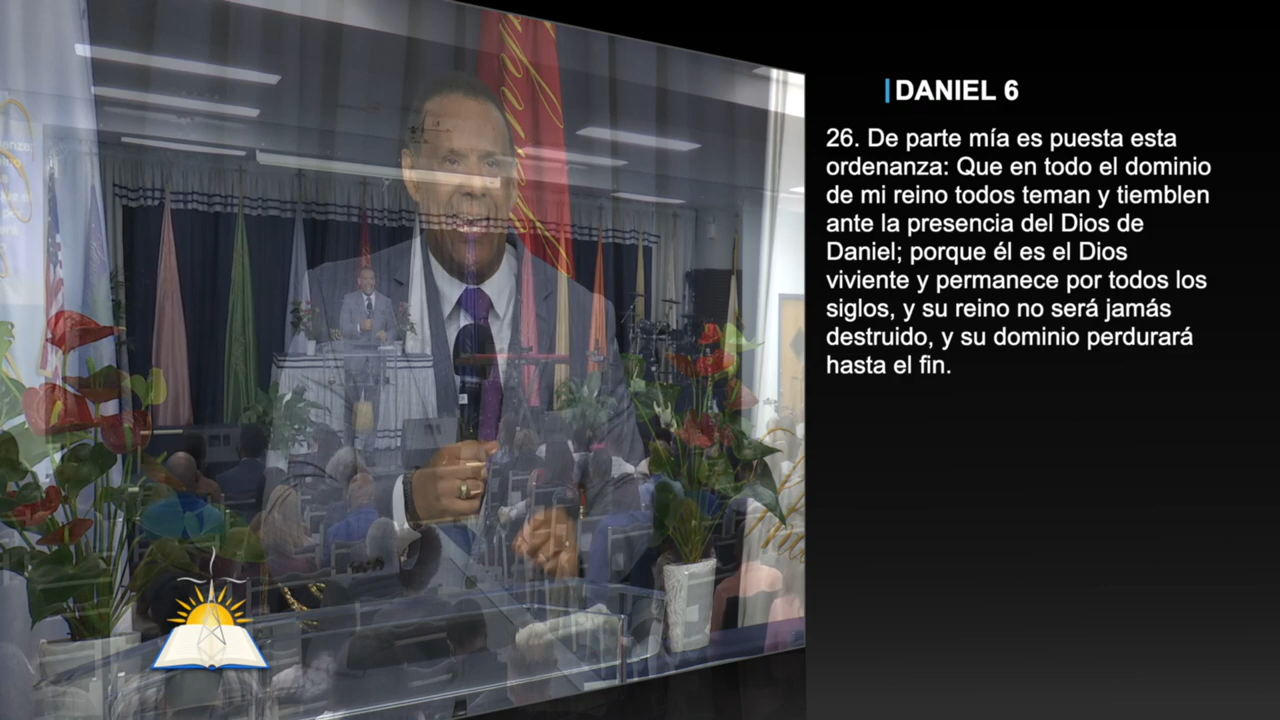 DANIEL 6
26. De parte mía es puesta esta
ordenanza: Que en todo el dominio
de mi reino todos teman y tiemblen
ante la presencia del Dios de
Daniel; porque él es el Dios
viviente y permanece por todos los
siglos, y su reino no será jamás
destruido, y su dominio perdurará
hasta el fin.